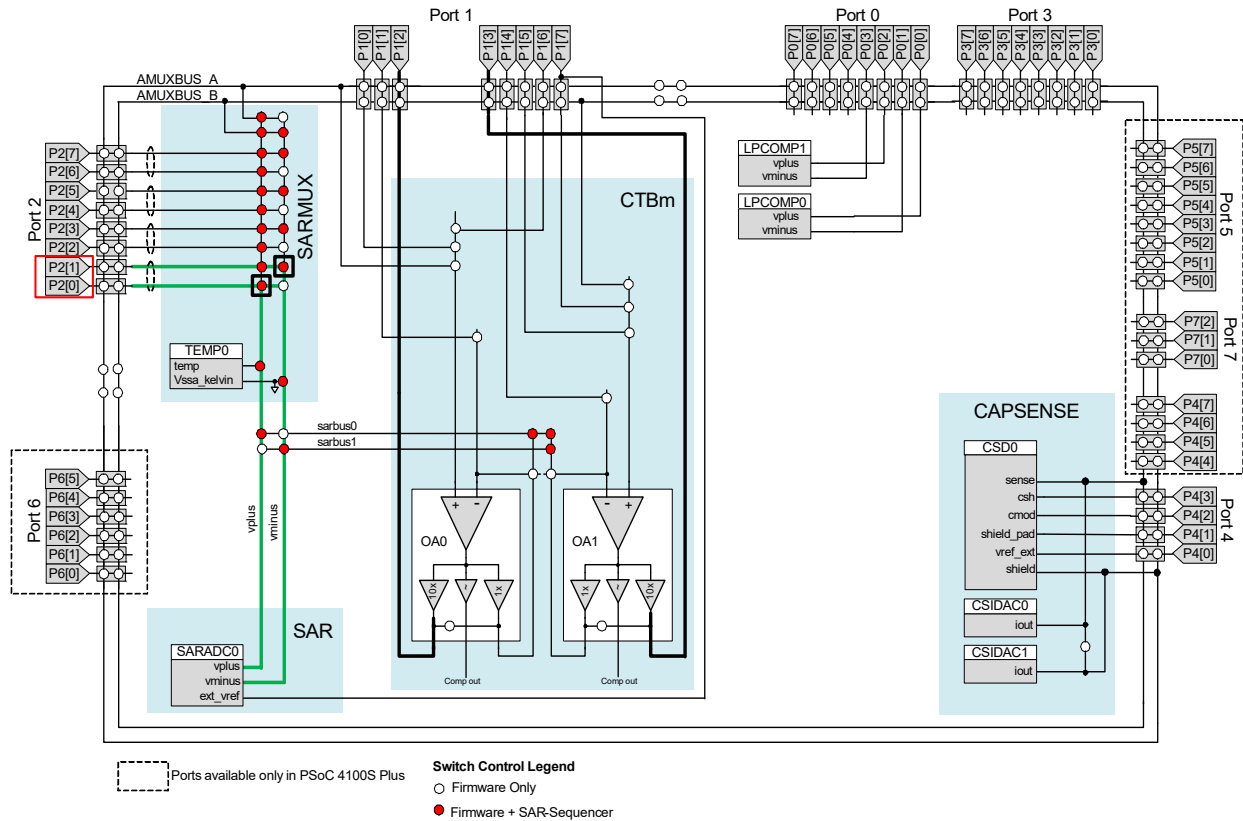 Port 1
Port 0
Port 3
P1[0]
P1[1]
P1[2]
P1[3]
P1[4]
P1[5]
P1[6]
P1[7]
P0[7]
P0[6]
P0[5]
P0[4]
P0[3]
P0[2]
P0[1]
P0[0]
P3[7]
P3[6]
P3[5]
P3[4]
P3[3]
P3[2]
P3[1]
P3[0]
AMUXBUS_A
AMUXBUS_B
Port 2
P2[7]
P2[6]
P2[5]
P2[4]
P2[3]
P2[2]
P2[1]
P2[0]
SARMUX
TEMP0
temp
Vssa_kelvin
sarbus0
sarbus1
vplus
vminus
Port 6
P6[5]
P6[4]
P6[3]
P6[2]
P6[1]
P6[0]
SAR
SARADC0
vplus
vminus
ext_vref
CTBm
+
-
OA0
10x
~
1x
Comp out
-
+
OA1
1x
~
10x
Comp out
LPCOMP1
vplus
vminus
LPCOMP0
vplus
vminus
P5[7]
P5[6]
P5[5]
P5[4]
P5[3]
P5[2]
P5[1]
P5[0]
Port 5
P7[2]
P7[1]
P7[0]
Port 7
P4[7]
P4[6]
P4[5]
P4[4]
P4[3]
P4[2]
P4[1]
P4[0]
Port 4
CAPSENSE
CSD0
sense
csh
cmod
shield_pad
vref_ext
shield
CSIDAC0
iout
CSIDAC1
iout
Ports available only in PSoC 4100S Plus
Switch Control Legend
Firmware Only
Firmware + SAR-Sequencer